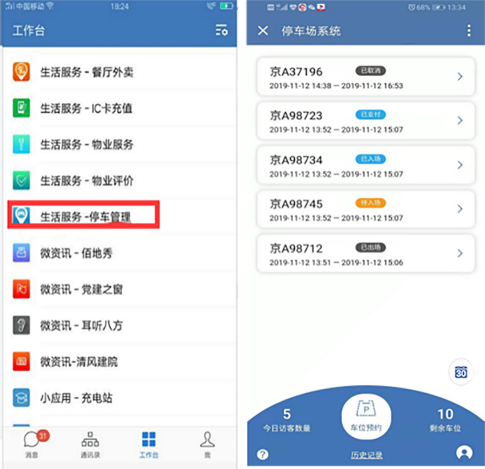 中国移动
18:24
工作台
生活服务 - 餐厅外卖
生活服务 - IC卡充值
生活服务 - 物业服务
生活服务 - 物业评价
生活服务 -停车管理
微资讯 - 佰地秀
微资讯 - 党建之窗
微资讯 - 耳听八方
微资讯-清风建院
小应用 - 充电站
31
消息
通讯录
工作台
我
68%
13:34
停车场系统
京A37196 已取消
2019-11-12 14:38 — 2019-11-12 16:53
京A98723 已支付
2019-11-12 13:52 — 2019-11-12 15:07
京A98734 已入场
2019-11-12 13:52 — 2019-11-12 15:07
京A98745 待入场
2019-11-12 13:52 — 2019-11-12 15:07
京A98712 已出场
2019-11-12 13:51 — 2019-11-12 15:06
30
P
5
今日访客数量
车位预约
10
剩余车位
?
历史记录